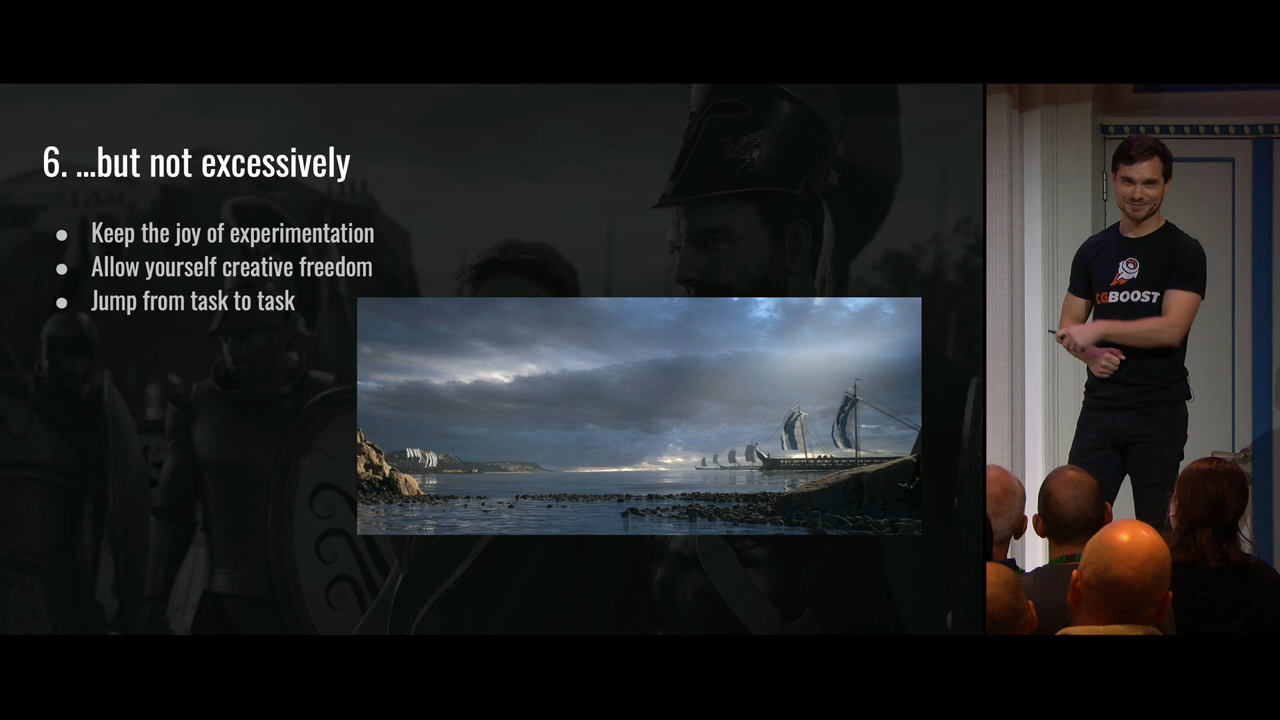 6. ...but not excessively
● Keep the joy of experimentation
● Allow yourself creative freedom
● Jump from task to task
CGBOOST